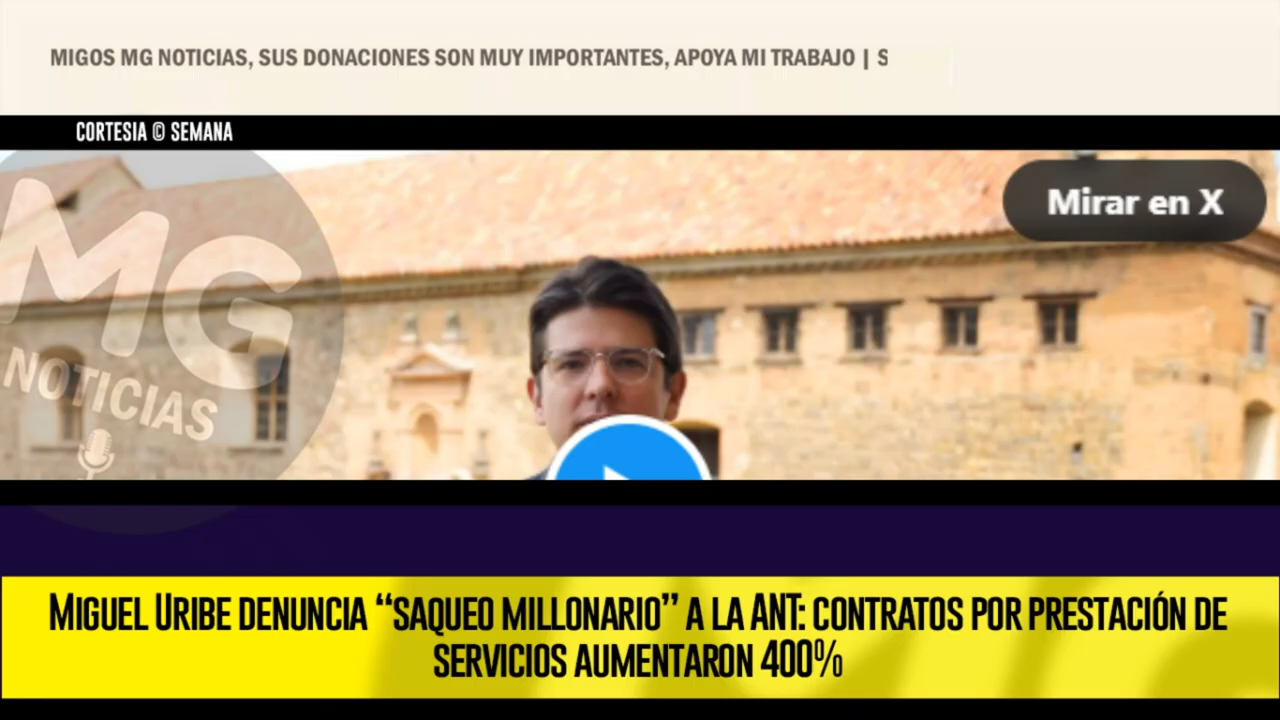 MIGOS MG NOTICIAS, SUS DONACIONES SON MUY IMPORTANTES, APOYA MI TRABAJO | S
CORTESIA © SEMANA
Mirar en X
MG
NOTICIAS
MIGUEL URIBE DENUNCIA “SAQUEO MILLONARIO” A LA ANT: CONTRATOS POR PRESTACIÓN DE
SERVICIOS AUMENTARON 400%